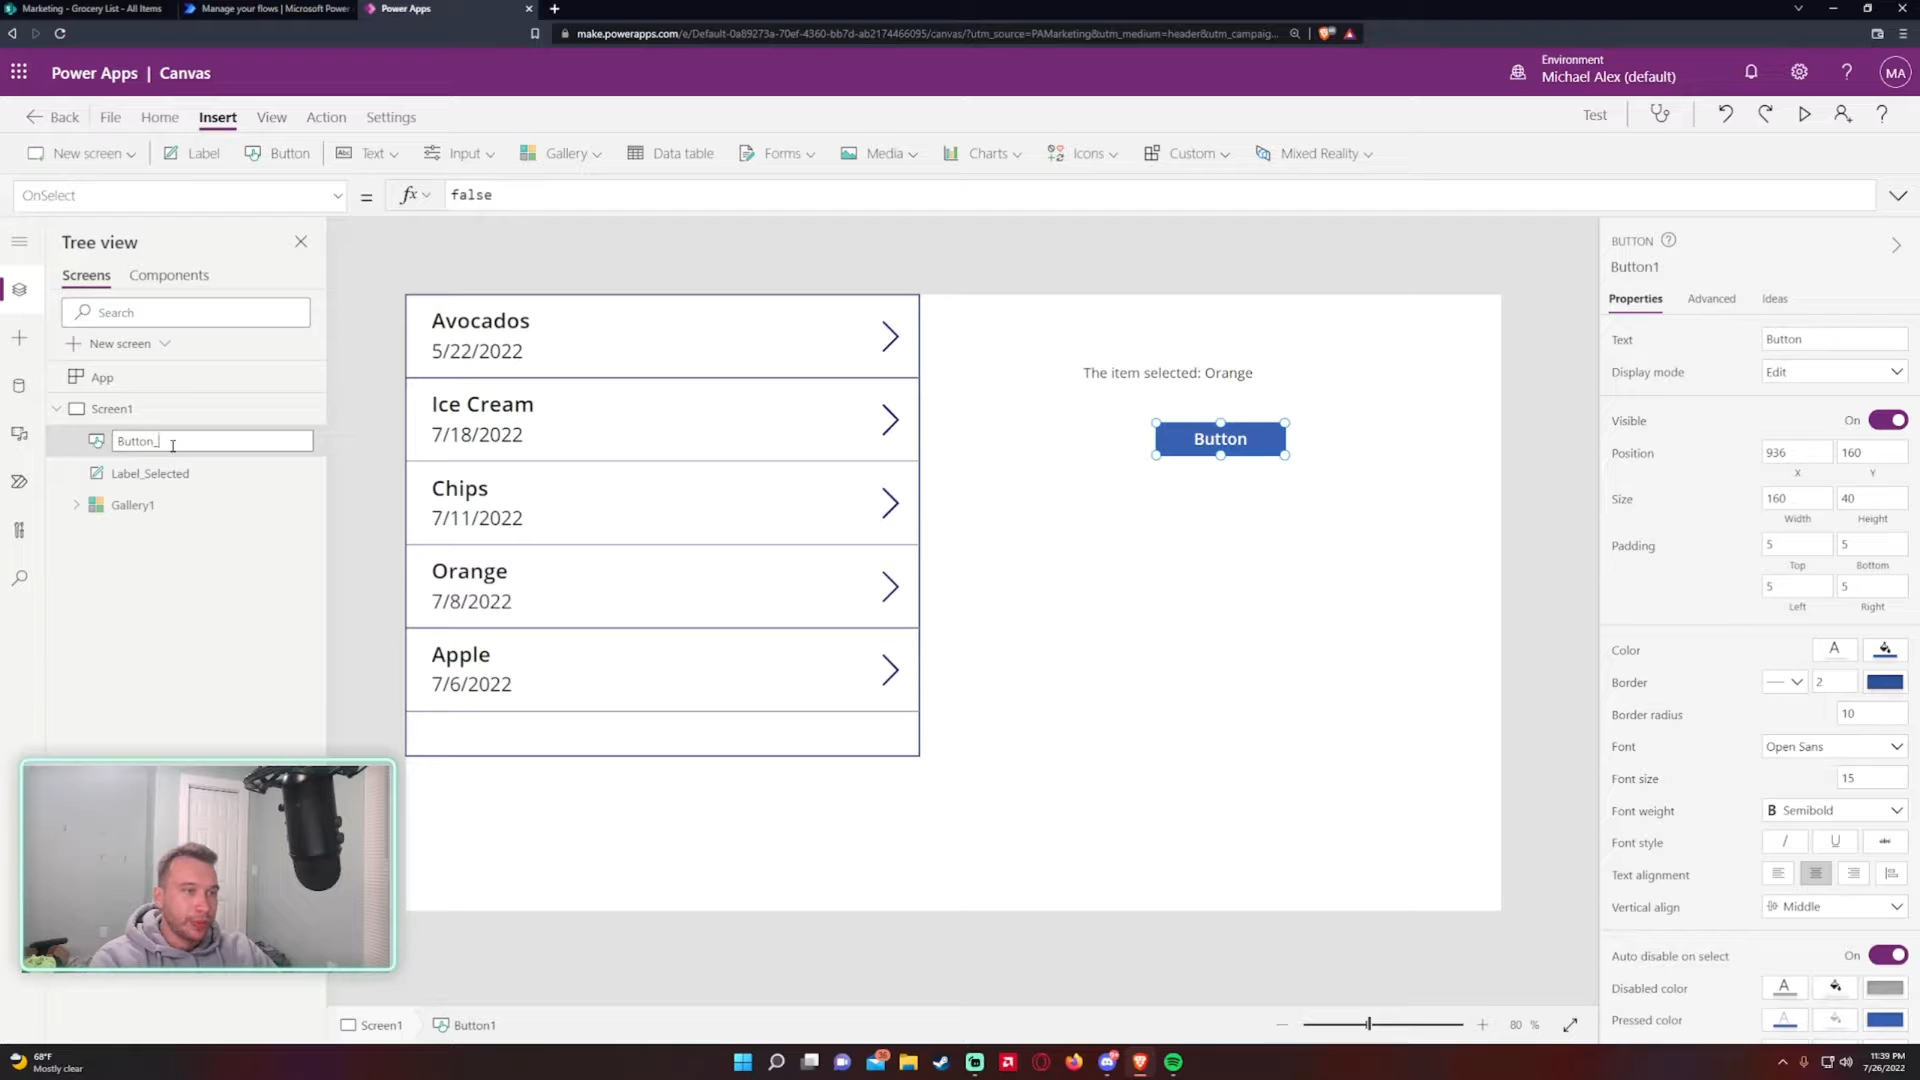 Marketing - Grocery List - All Items
Manage your flows | Microsoft Power
Power Apps
make.powerapps.com/e/Default-0a89273a-70ef-4360-bb7d-ab2174466095/canvas/?utm_source=PAMarketing&utm_medium=header&utm_campaig...
Power Apps | Canvas
Environment
Michael Alex (default)
MA
Back File Home Insert View Action Settings
Test
New screen Label Button Text Input Gallery Data table Forms Media Charts Icons Custom Mixed Reality
OnSelect = fx false
Tree view
Screens Components
Search
New screen
App
Screen1
Button_
Label_Selected
Gallery1
Avocados
5/22/2022
Ice Cream
7/18/2022
Chips
7/11/2022
Orange
7/8/2022
Apple
7/6/2022
The item selected: Orange
Button
BUTTON
Button1
Properties Advanced Ideas
Text Button
Display mode Edit
Visible On
Position 936 160
X Y
Size 160 40
Width Height
Padding 5 5
Top Bottom
5 5
Left Right
Color A
Border 2
Border radius 10
Font Open Sans
Font size 15
Font weight B Semibold
Font style / U abc
Text alignment
Vertical align Middle
Auto disable on select On
Disabled color A
Pressed color A
Screen1 Button1
80 %
68°F
Mostly clear
11:39 PM
7/26/2022